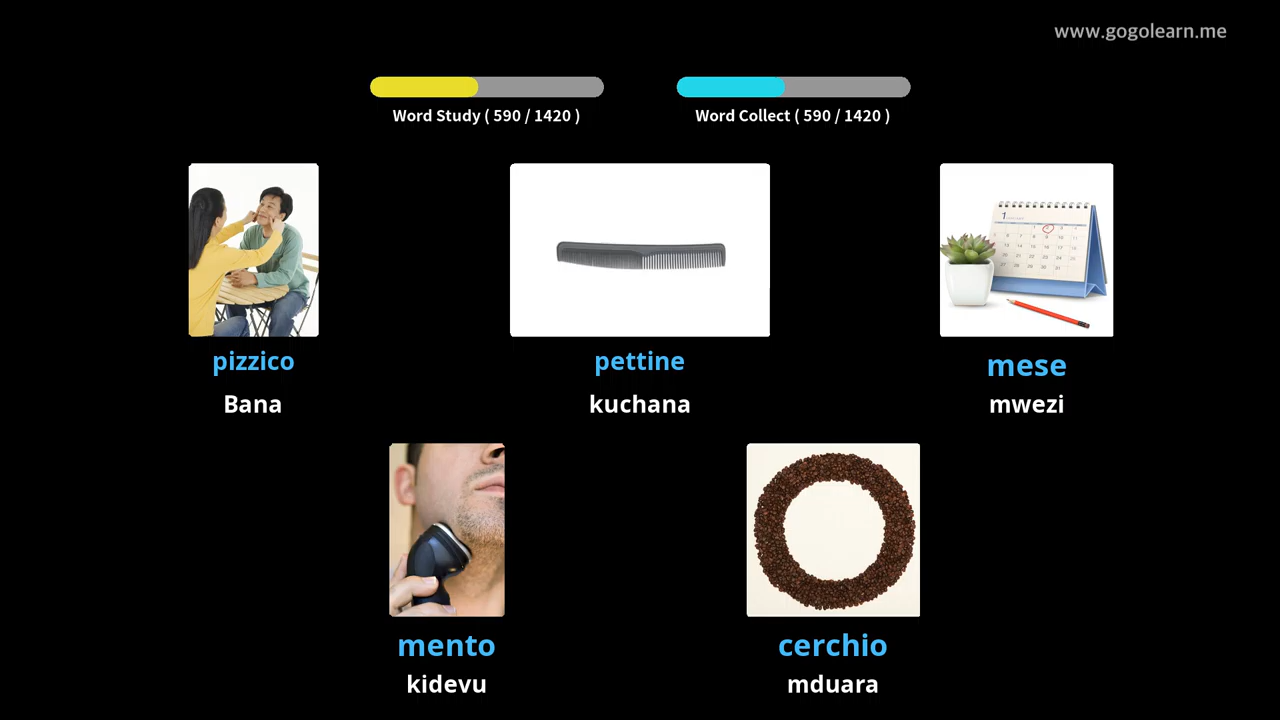 www.gogolearn.me
Word Study ( 590 / 1420 )
Word Collect ( 590 / 1420 )
pizzico
Bana
pettine
kuchana
mese
mwezi
mento
kidevu
cerchio
mduara